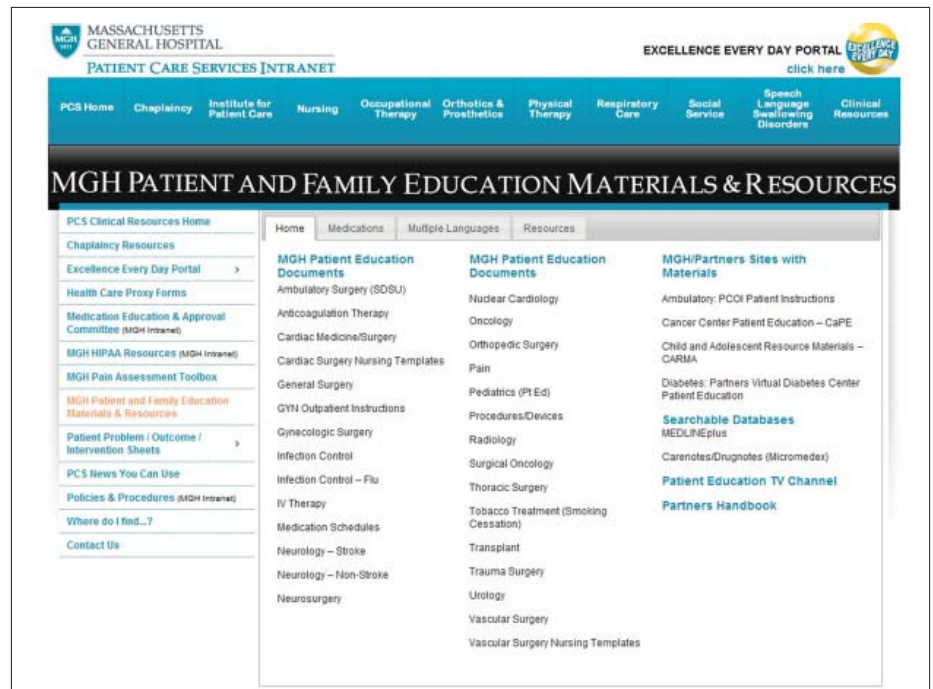 MASSACHUSETTS
GENERAL HOSPITAL
PATIENT CARE SERVICES INTRANET
MGH
1811
EXCELLENCE EVERY DAY PORTAL
click here
EXCELLENCE
EVERY DAY
PCS Home
Chaplaincy
Institute for
Patient Care
Nursing
Occupational
Therapy
Orthotics &
Prosthetics
Physical
Therapy
Respiratory
Care
Social
Service
Speech
Language
Swallowing
Disorders
Clinical
Resources
MGH PATIENT AND FAMILY EDUCATION MATERIALS & RESOURCES
PCS Clinical Resources Home
Chaplaincy Resources
Excellence Every Day Portal >
Health Care Proxy Forms
Medication Education & Approval
Committee (MGH Intranet)
MGH HIPAA Resources (MGH Intranet)
MGH Pain Assessment Toolbox
MGH Patient and Family Education
Materials & Resources
Patient Problem / Outcome /
Intervention Sheets >
PCS News You Can Use
Policies & Procedures (MGH Intranet)
Where do I find...?
Contact Us
Home Medications Multiple Languages Resources
MGH Patient Education
Documents
Ambulatory Surgery (SDSU)
Anticoagulation Therapy
Cardiac Medicine/Surgery
Cardiac Surgery Nursing Templates
General Surgery
GYN Outpatient Instructions
Gynecologic Surgery
Infection Control
Infection Control – Flu
IV Therapy
Medication Schedules
Neurology – Stroke
Neurology – Non-Stroke
Neurosurgery
MGH Patient Education
Documents
Nuclear Cardiology
Oncology
Orthopedic Surgery
Pain
Pediatrics (Pt Ed)
Procedures/Devices
Radiology
Surgical Oncology
Thoracic Surgery
Tobacco Treatment (Smoking
Cessation)
Transplant
Trauma Surgery
Urology
Vascular Surgery
Vascular Surgery Nursing Templates
MGH/Partners Sites with
Materials
Ambulatory: PCOI Patient Instructions
Cancer Center Patient Education – CaPE
Child and Adolescent Resource Materials –
CARMA
Diabetes: Partners Virtual Diabetes Center
Patient Education
Searchable Databases
MEDLINEplus
Carenotes/Drugnotes (Micromedex)
Patient Education TV Channel
Partners Handbook